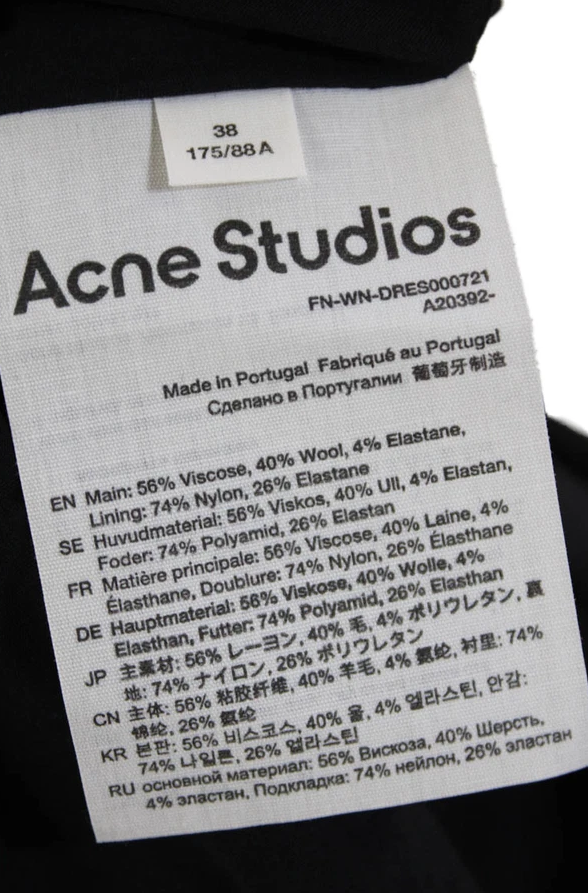 38
175/88A
Acne Studios
FN-WN-DRES000721
A20392-
Made in Portugal Fabriqué au Portugal
Сделано в Португалии 葡萄牙制造
EN Main: 56% Viscose, 40% Wool, 4% Elastane,
Lining: 74% Nylon, 26% Elastane
SE Huvudmaterial: 56% Viskos, 40% Ull, 4% Elastan,
Foder: 74% Polyamid, 26% Elastan
FR Matière principale: 56% Viscose, 40% Laine, 4%
Élasthane, Doublure: 74% Nylon, 26% Élasthane
DE Hauptmaterial: 56% Viskose, 40% Wolle, 4%
Elasthan, Futter: 74% Polyamid, 26% Elasthan
JP 主素材: 56% レーヨン, 40% 毛, 4% ポリウレタン, 裏
地: 74% ナイロン, 26% ポリウレタン
CN 主体: 56% 粘胶纤维, 40% 羊毛, 4% 氨纶, 衬里: 74%
锦纶, 26% 氨纶
KR 본판: 56% 비스코스, 40% 울, 4% 엘라스틴, 안감:
74% 나일론, 26% 엘라스틴
RU основной материал: 56% Вискоза, 40% Шерсть,
4% эластан, Подкладка: 74% нейлон, 26% эластан